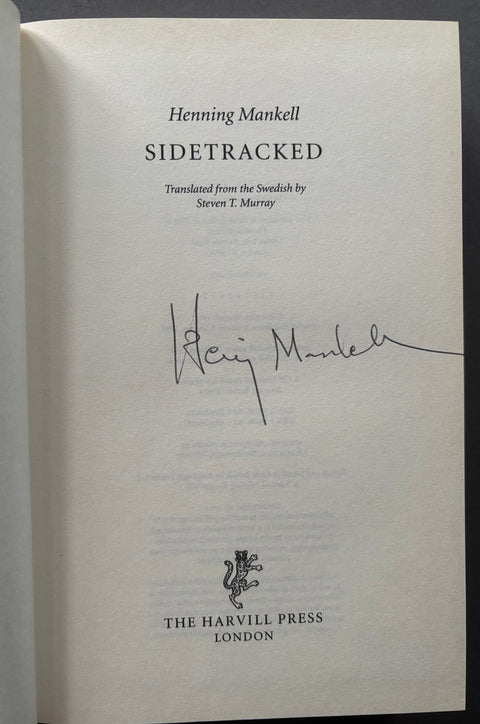 Henning Mankell
SIDETRACKED
Translated from the Swedish by
Steven T. Murray
Henning Mankell
THE HARVILL PRESS
LONDON